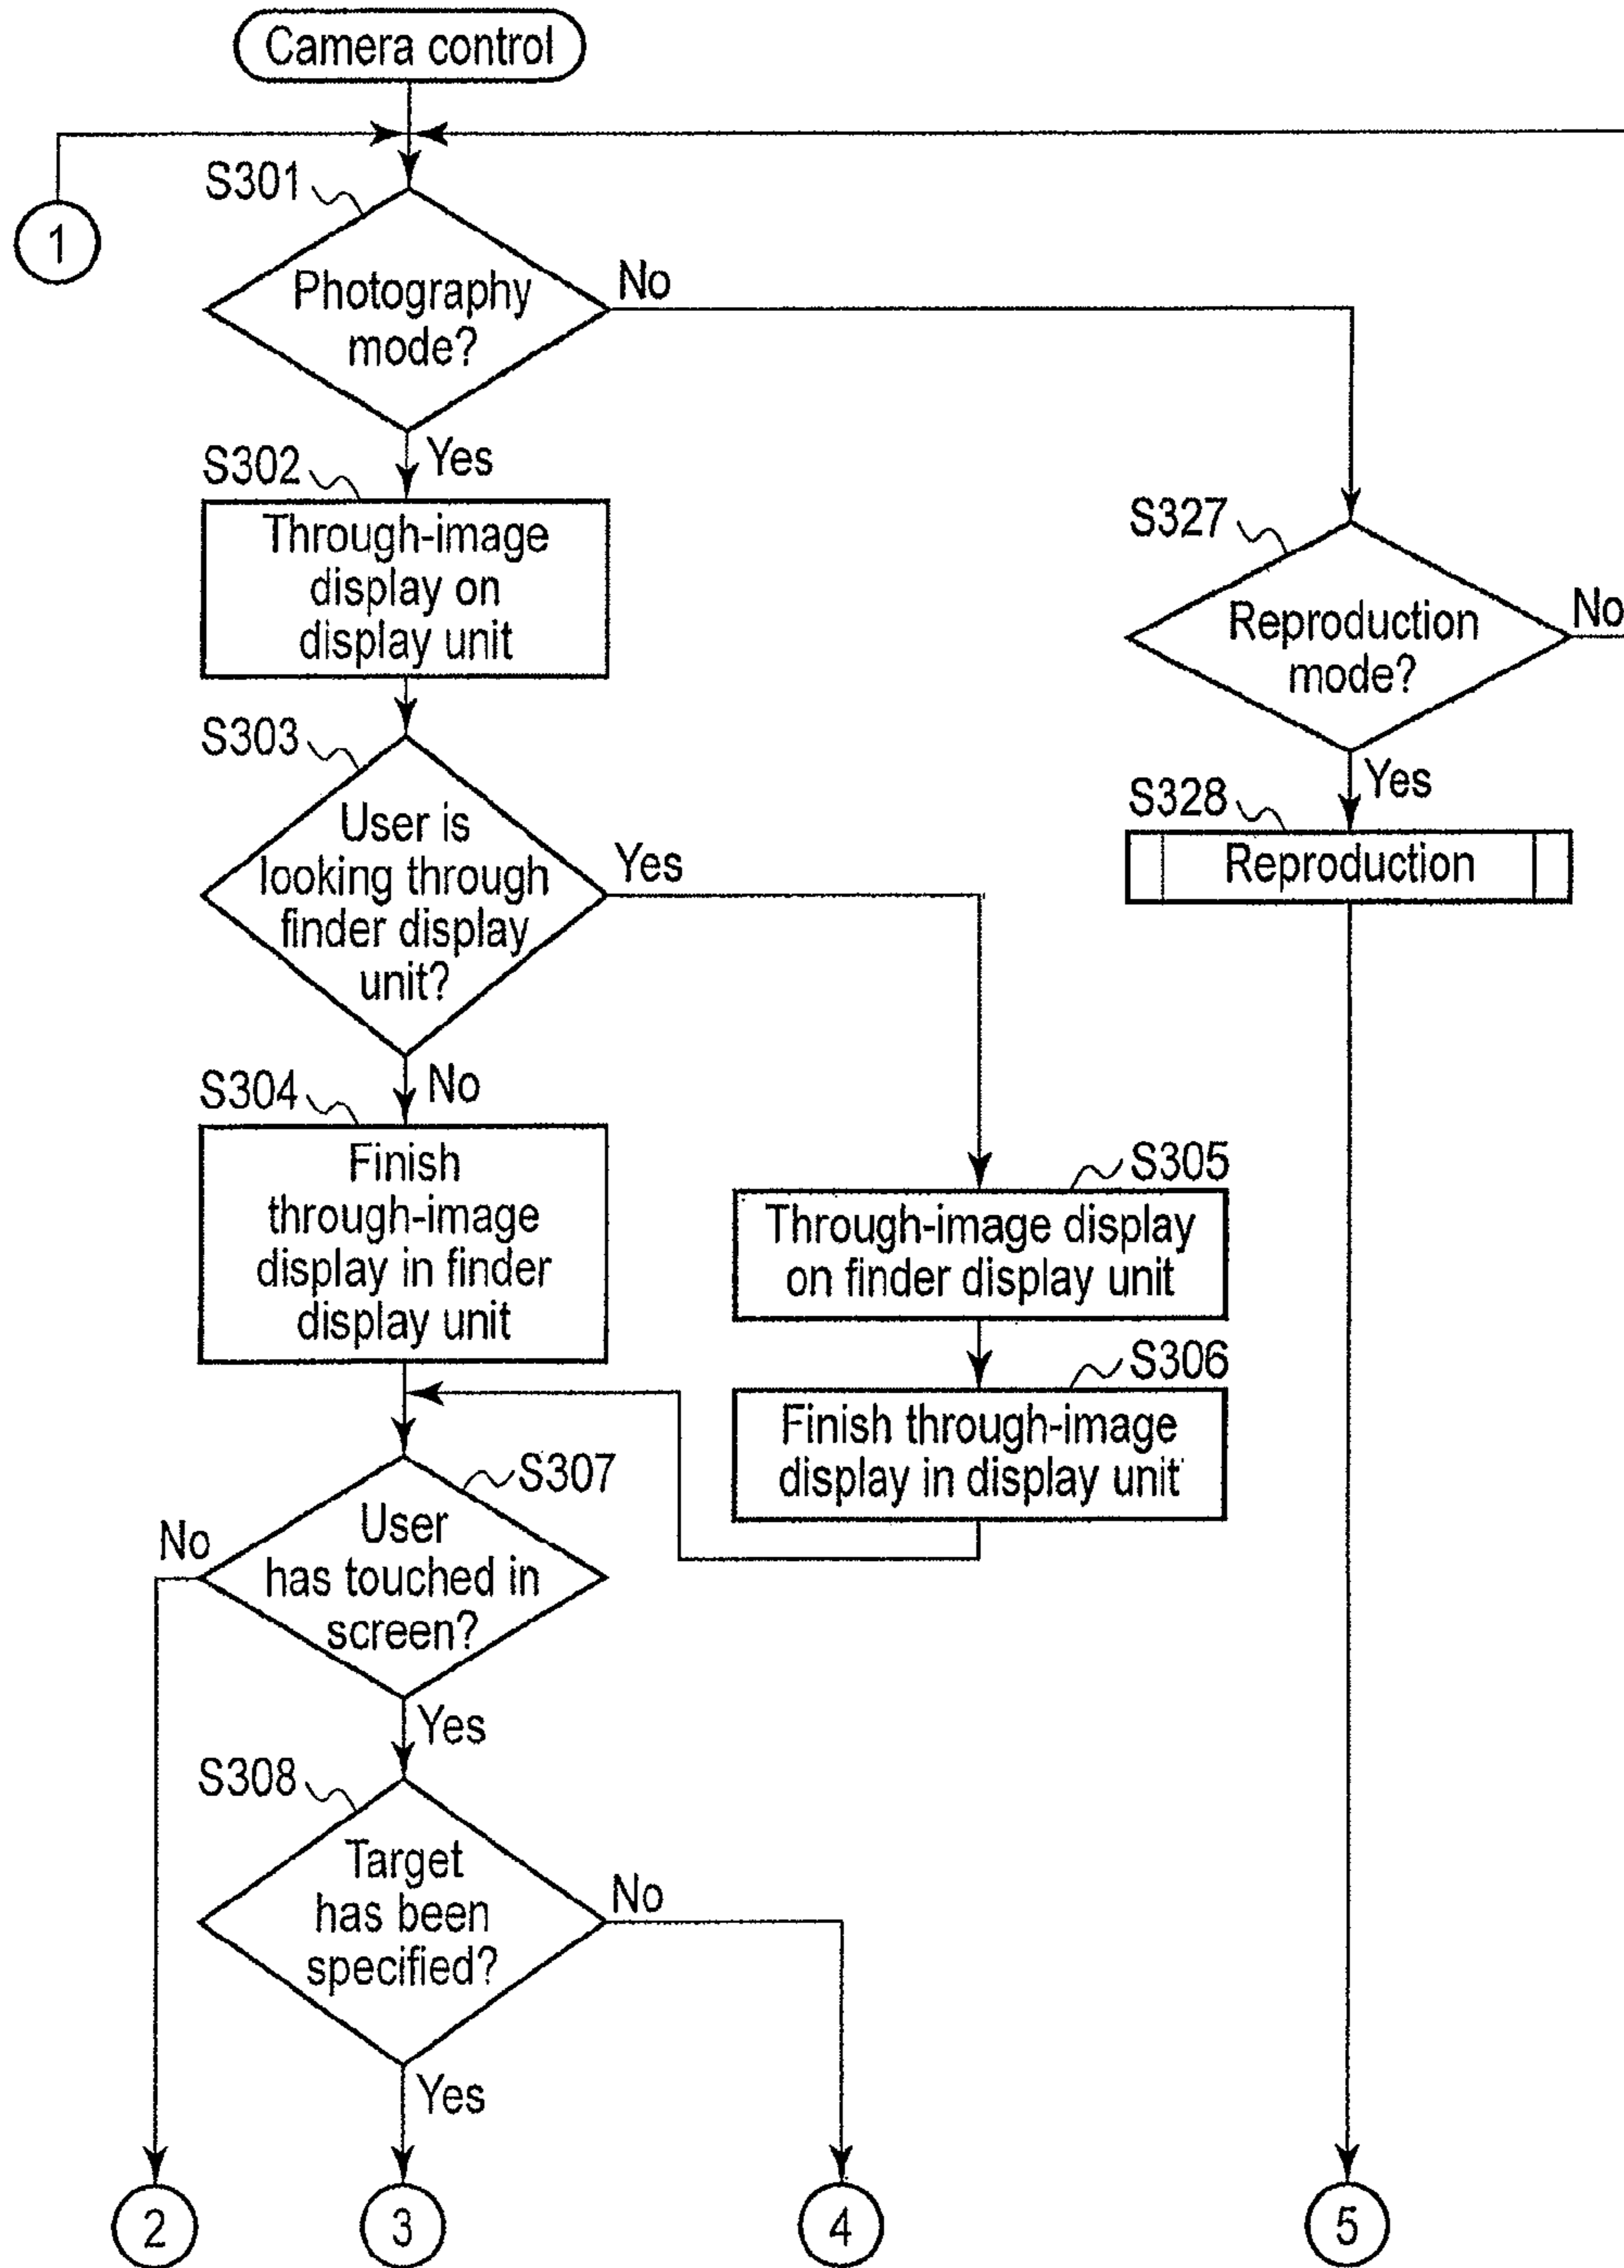 Camera control
1
S301
Photography
mode?
No
Yes
S302
Through-image
display on
display unit
S327
Reproduction
mode?
No
Yes
S328
Reproduction
S303
User is
looking through
finder display
unit?
Yes
No
S304
Finish
through-image
display in finder
display unit
S305
Through-image display
on finder display unit
S306
Finish through-image
display in display unit
S307
User
has touched in
screen?
No
Yes
S308
Target
has been
specified?
No
Yes
2
3
4
5